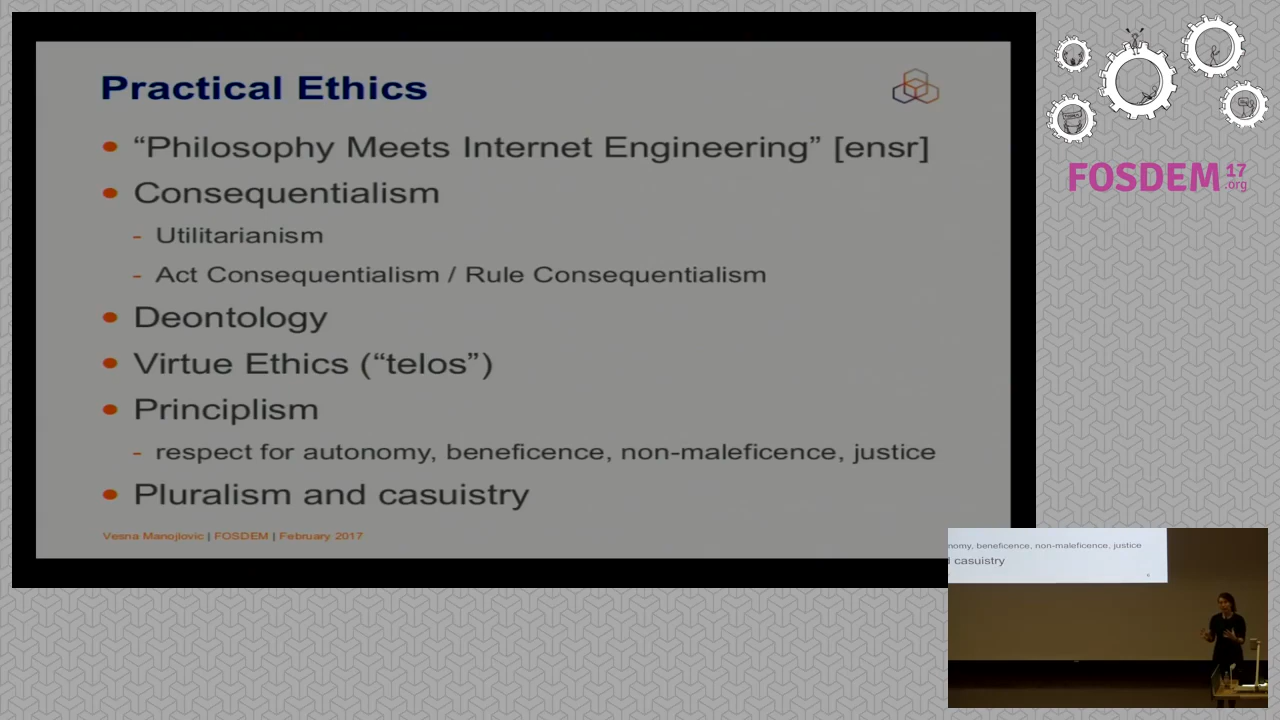 Practical Ethics
• “Philosophy Meets Internet Engineering” [ensr]
• Consequentialism
- Utilitarianism
- Act Consequentialism / Rule Consequentialism
• Deontology
• Virtue Ethics (“telos”)
• Principlism
- respect for autonomy, beneficence, non-maleficence, justice
• Pluralism and casuistry
Vesna Manojlovic | FOSDEM | February 2017
FOSDEM 17 .org
nomy, beneficence, non-maleficence, justice
casuistry